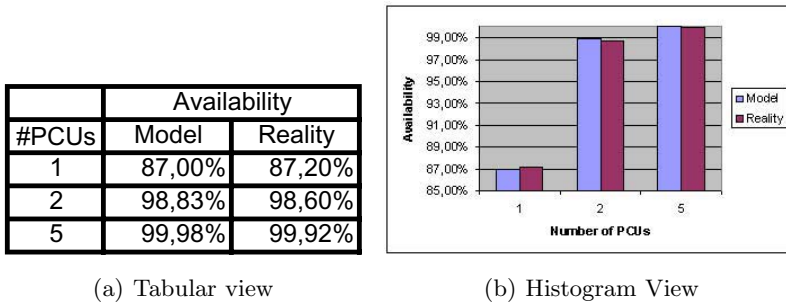 Availability
#PCUs Model Reality
1 87,00% 87,20%
2 98,83% 98,60%
5 99,98% 99,92%
(a) Tabular view
99,00%
97,00%
95,00%
93,00%
91,00%
89,00%
87,00%
85,00%
Availability
1 2 5
Number of PCUs
Model
Reality
(b) Histogram View